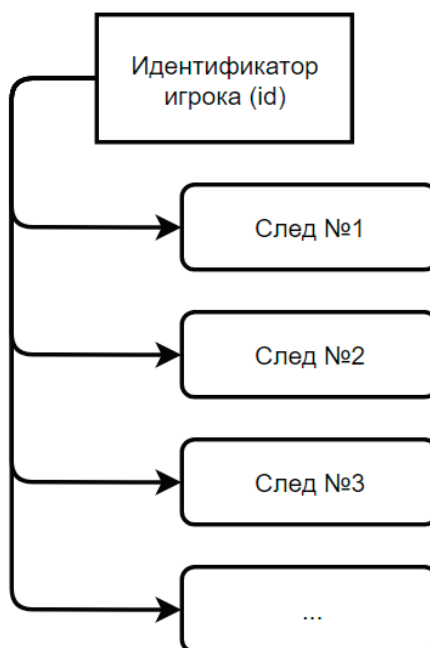 Идентификатор
игрока (id)
След №1
След №2
След №3
...